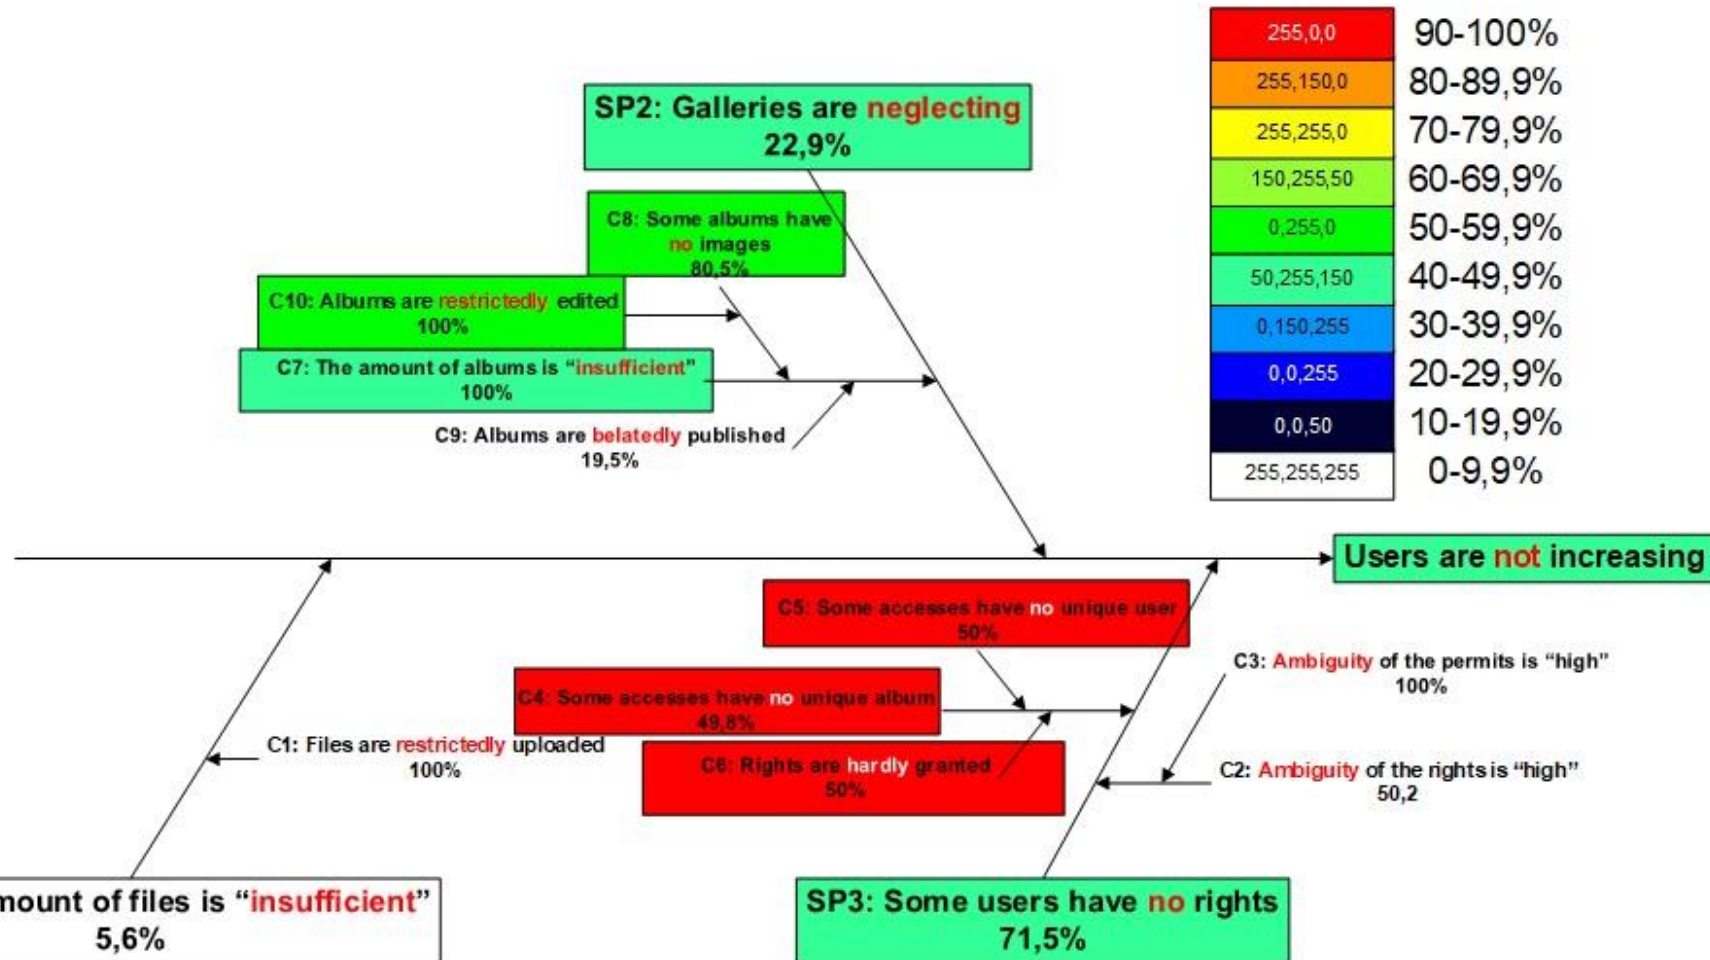 255,0,0 90-100%
255,150,0 80-89,9%
255,255,0 70-79,9%
150,255,50 60-69,9%
0,255,0 50-59,9%
50,255,150 40-49,9%
0,150,255 30-39,9%
0,0,255 20-29,9%
0,0,50 10-19,9%
255,255,255 0-9,9%
SP2: Galleries are neglecting
22,9%
C8: Some albums have
no images
80,5%
C10: Albums are restrictedly edited
100%
C7: The amount of albums is “insufficient”
100%
C9: Albums are belatedly published
19,5%
Users are not increasing
C5: Some accesses have no unique user
50%
C3: Ambiguity of the permits is “high”
100%
C4: Some accesses have no unique album
49,8%
C1: Files are restrictedly uploaded
100%
C6: Rights are hardly granted
50%
C2: Ambiguity of the rights is “high”
50,2
of files is “insufficient”
5,6%
SP3: Some users have no rights
71,5%